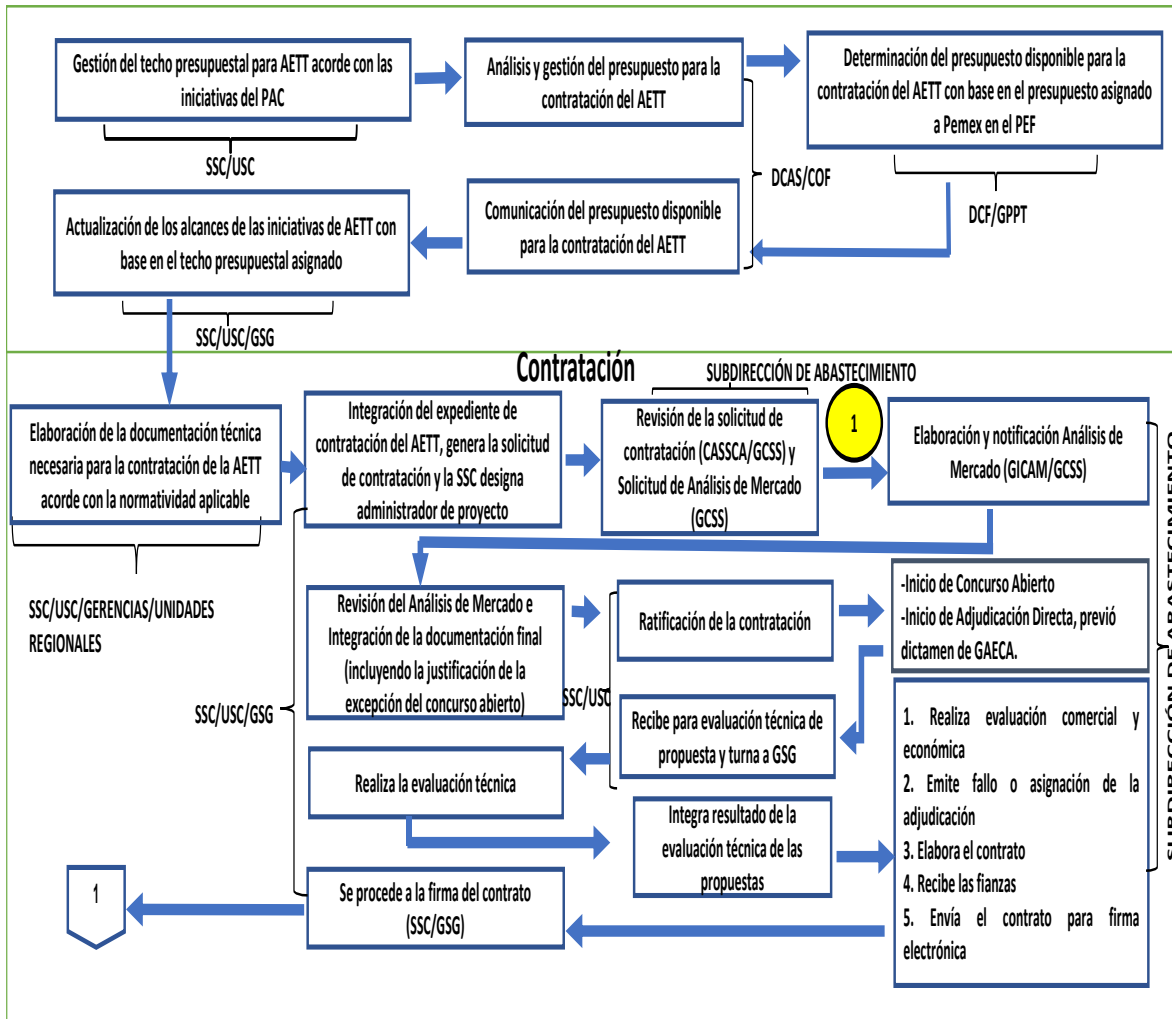 Gestión del techo presupuestal para AETT acorde con las
iniciativas del PAC
SSC/USC
Análisis y gestión del presupuesto para la
contratación del AETT
Determinación del presupuesto disponible para la
contratación del AETT con base en el presupuesto asignado
a Pemex en el PEF
DCAS/COF
DCF/GPPT
Comunicación del presupuesto disponible
para la contratación del AETT
Actualización de los alcances de las iniciativas de AETT con
base en el techo presupuestal asignado
SSC/USC/GSG
Contratación
SUBDIRECCIÓN DE ABASTECIMIENTO
Elaboración de la documentación técnica
necesaria para la contratación de la AETT
acorde con la normatividad aplicable
SSC/USC/GERENCIAS/UNIDADES
REGIONALES
Integración del expediente de
contratación del AETT, genera la solicitud
de contratación y la SSC designa
administrador de proyecto
Revisión de la solicitud de
contratación (CASSCA/GCSS) y
Solicitud de Análisis de Mercado
(GCSS)
1
Elaboración y notificación Análisis de
Mercado (GICAM/GCSS)
SUBDIRECCIÓN DE ABASTECIMIENTO
SSC/USC/GSG
Revisión del Análisis de Mercado e
Integración de la documentación final
(incluyendo la justificación de la
excepción del concurso abierto)
SSC/USC
Ratificación de la contratación
-Inicio de Concurso Abierto
-Inicio de Adjudicación Directa, previó
dictamen de GAECA.
Recibe para evaluación técnica de
propuesta y turna a GSG
Realiza la evaluación técnica
Integra resultado de la
evaluación técnica de las
propuestas
1. Realiza evaluación comercial y
económica
2. Emite fallo o asignación de la
adjudicación
3. Elabora el contrato
4. Recibe las fianzas
5. Envía el contrato para firma
electrónica
Se procede a la firma del contrato
(SSC/GSG)
1